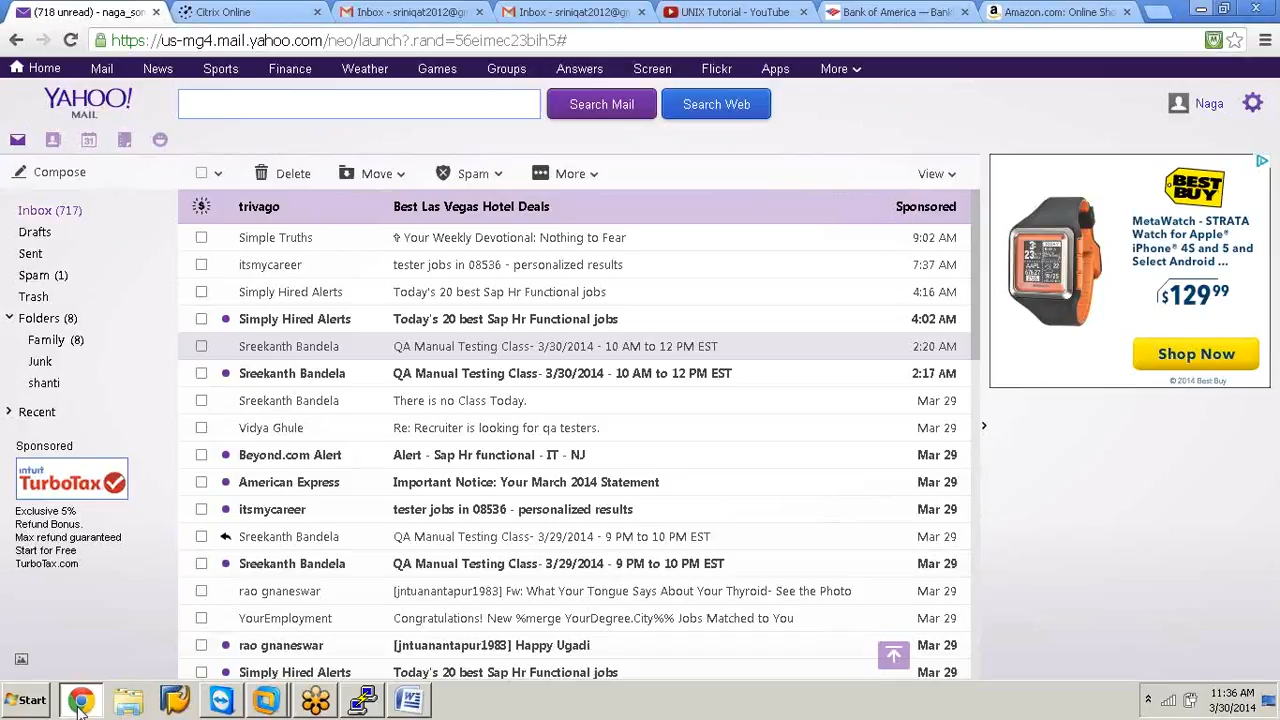 (718 unread) - naga_so
Citrix Online
Inbox - sriniqat2012@g
Inbox - sriniqat2012@g
UNIX Tutorial - YouTube
Bank of America — Bank
Amazon.com: Online Sho
https://us-mg4.mail.yahoo.com/neo/launch?.rand=56eimec23bih5#
Home Mail News Sports Finance Weather Games Groups Answers Screen Flickr Apps More
YAHOO!
MAIL
Search Mail
Search Web
Naga
31
Compose
Delete Move Spam More View
Inbox (717)
Drafts
Sent
Spam (1)
Trash
Folders (8)
Family (8)
Junk
shanti
Recent
Sponsored
intuit
TurboTax
Exclusive 5%
Refund Bonus.
Max refund guaranteed
Start for Free
TurboTax.com
trivago Best Las Vegas Hotel Deals Sponsored
Simple Truths ✞ Your Weekly Devotional: Nothing to Fear 9:02 AM
itsmycareer tester jobs in 08536 - personalized results 7:37 AM
Simply Hired Alerts Today's 20 best Sap Hr Functional jobs 4:16 AM
Simply Hired Alerts Today's 20 best Sap Hr Functional jobs 4:02 AM
Sreekanth Bandela QA Manual Testing Class- 3/30/2014 - 10 AM to 12 PM EST 2:20 AM
Sreekanth Bandela QA Manual Testing Class- 3/30/2014 - 10 AM to 12 PM EST 2:17 AM
Sreekanth Bandela There is no Class Today. Mar 29
Vidya Ghule Re: Recruiter is looking for qa testers. Mar 29
Beyond.com Alert Alert - Sap Hr functional - IT - NJ Mar 29
American Express Important Notice: Your March 2014 Statement Mar 29
itsmycareer tester jobs in 08536 - personalized results Mar 29
Sreekanth Bandela QA Manual Testing Class- 3/29/2014 - 9 PM to 10 PM EST Mar 29
Sreekanth Bandela QA Manual Testing Class- 3/29/2014 - 9 PM to 10 PM EST Mar 29
rao gnaneswar [jntuanantapur1983] Fw: What Your Tongue Says About Your Thyroid- See the Photo Mar 29
YourEmployment Congratulations! New %merge YourDegree.City%% Jobs Matched to You Mar 29
rao gnaneswar [jntuanantapur1983] Happy Ugadi Mar 29
Simply Hired Alerts Today's 20 best Sap Hr Functional jobs Mar 29
BEST
BUY
MetaWatch - STRATA
Watch for Apple®
iPhone® 4S and 5 and
Select Android ...
$129.99
Shop Now
© 2014 Best Buy
Start
11:36 AM
3/30/2014